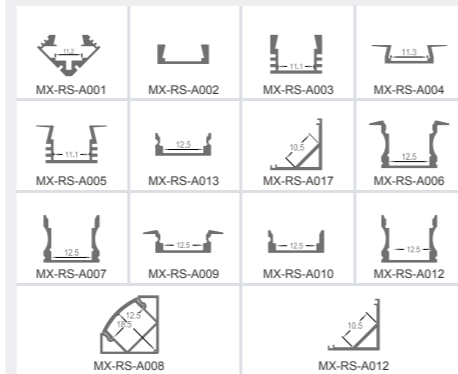 11.2
MX-RS-A001
MX-RS-A002
11.1
MX-RS-A003
11.3
MX-RS-A004
11.1
MX-RS-A005
12.5
MX-RS-A013
10.5
MX-RS-A017
12.5
MX-RS-A006
12.5
MX-RS-A007
12.5
MX-RS-A009
12.5
MX-RS-A010
12.5
MX-RS-A012
12.5
18.5
MX-RS-A008
10.5
MX-RS-A012